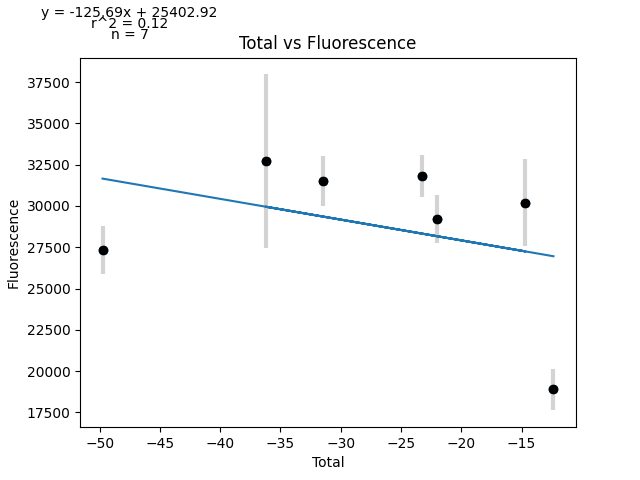 y = -125.69x + 25402.92
r^2 = 0.12
n = 7
Total vs Fluorescence
37500
35000
32500
30000
27500
25000
22500
20000
17500
Fluorescence
−50 −45 −40 −35 −30 −25 −20 −15
Total